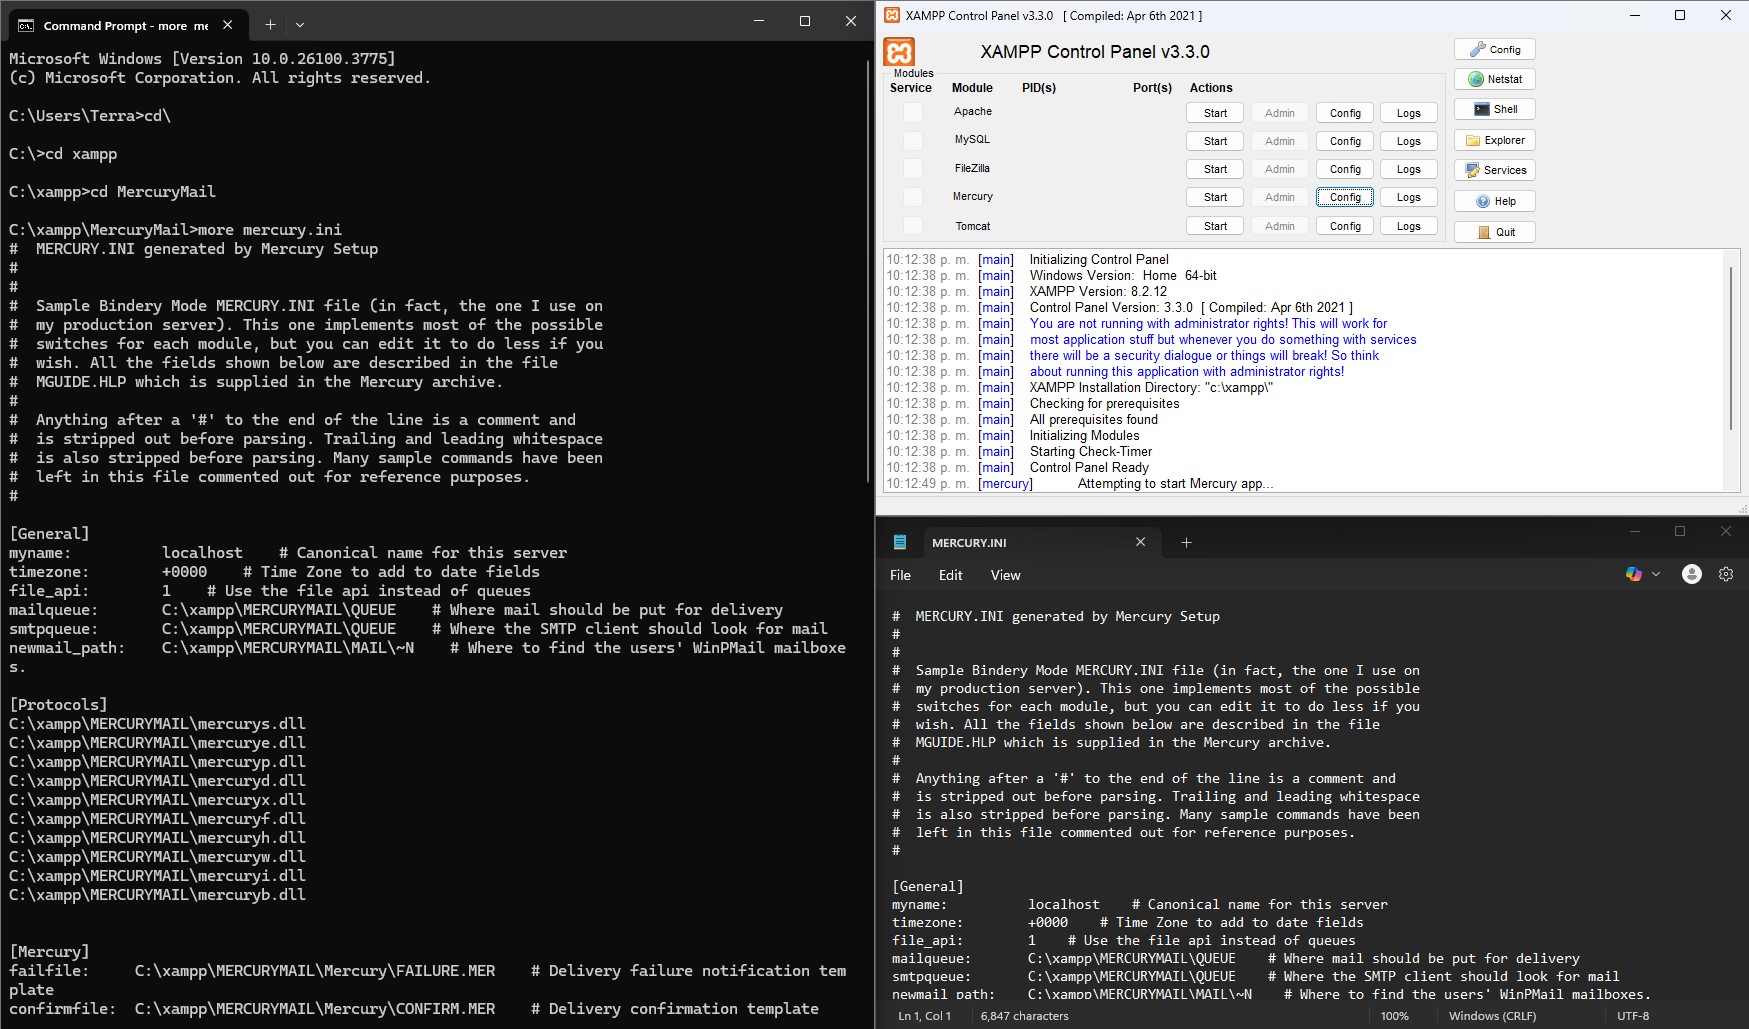 Command Prompt - more me
Microsoft Windows [Version 10.0.26100.3775]
(c) Microsoft Corporation. All rights reserved.
C:\Users\Terra>cd\
C:\>cd xampp
C:\xampp>cd MercuryMail
C:\xampp\MercuryMail>more mercury.ini
#  MERCURY.INI generated by Mercury Setup
#
#
#  Sample Bindery Mode MERCURY.INI file (in fact, the one I use on
#  my production server). This one implements most of the possible
#  switches for each module, but you can edit it to do less if you
#  wish. All the fields shown below are described in the file
#  MGUIDE.HLP which is supplied in the Mercury archive.
#
#  Anything after a '#' to the end of the line is a comment and
#  is stripped out before parsing. Trailing and leading whitespace
#  is also stripped before parsing. Many sample commands have been
#  left in this file commented out for reference purposes.
#
[General]
myname:          localhost    # Canonical name for this server
timezone:        +0000    # Time Zone to add to date fields
file_api:        1    # Use the file api instead of queues
mailqueue:       C:\xampp\MERCURYMAIL\QUEUE    # Where mail should be put for delivery
smtpqueue:       C:\xampp\MERCURYMAIL\QUEUE    # Where the SMTP client should look for mail
newmail_path:    C:\xampp\MERCURYMAIL\MAIL\~N    # Where to find the users' WinPMail mailboxe
s.
[Protocols]
C:\xampp\MERCURYMAIL\mercurys.dll
C:\xampp\MERCURYMAIL\mercurye.dll
C:\xampp\MERCURYMAIL\mercuryp.dll
C:\xampp\MERCURYMAIL\mercuryd.dll
C:\xampp\MERCURYMAIL\mercuryx.dll
C:\xampp\MERCURYMAIL\mercuryf.dll
C:\xampp\MERCURYMAIL\mercuryh.dll
C:\xampp\MERCURYMAIL\mercuryw.dll
C:\xampp\MERCURYMAIL\mercuryi.dll
C:\xampp\MERCURYMAIL\mercuryb.dll
[Mercury]
failfile:     C:\xampp\MERCURYMAIL\Mercury\FAILURE.MER    # Delivery failure notification tem
plate
confirmfile:  C:\xampp\MERCURYMAIL\Mercury\CONFIRM.MER    # Delivery confirmation template
XAMPP Control Panel v3.3.0   [ Compiled: Apr 6th 2021 ]
XAMPP Control Panel v3.3.0
Config
Netstat
Shell
Explorer
Services
Help
Quit
Modules
Service Module PID(s) Port(s) Actions
Apache Start Admin Config Logs
MySQL Start Admin Config Logs
FileZilla Start Admin Config Logs
Mercury Start Admin Config Logs
Tomcat Start Admin Config Logs
10:12:38 p. m.  [main]  Initializing Control Panel
10:12:38 p. m.  [main]  Windows Version:  Home  64-bit
10:12:38 p. m.  [main]  XAMPP Version: 8.2.12
10:12:38 p. m.  [main]  Control Panel Version: 3.3.0  [ Compiled: Apr 6th 2021 ]
10:12:38 p. m.  [main]  You are not running with administrator rights! This will work for
10:12:38 p. m.  [main]  most application stuff but whenever you do something with services
10:12:38 p. m.  [main]  there will be a security dialogue or things will break! So think
10:12:38 p. m.  [main]  about running this application with administrator rights!
10:12:38 p. m.  [main]  XAMPP Installation Directory: "c:\xampp\"
10:12:38 p. m.  [main]  Checking for prerequisites
10:12:38 p. m.  [main]  All prerequisites found
10:12:38 p. m.  [main]  Initializing Modules
10:12:38 p. m.  [main]  Starting Check-Timer
10:12:38 p. m.  [main]  Control Panel Ready
10:12:49 p. m.  [mercury]  Attempting to start Mercury app...
MERCURY.INI
File Edit View
#  MERCURY.INI generated by Mercury Setup
#
#
#  Sample Bindery Mode MERCURY.INI file (in fact, the one I use on
#  my production server). This one implements most of the possible
#  switches for each module, but you can edit it to do less if you
#  wish. All the fields shown below are described in the file
#  MGUIDE.HLP which is supplied in the Mercury archive.
#
#  Anything after a '#' to the end of the line is a comment and
#  is stripped out before parsing. Trailing and leading whitespace
#  is also stripped before parsing. Many sample commands have been
#  left in this file commented out for reference purposes.
#
[General]
myname:          localhost    # Canonical name for this server
timezone:        +0000    # Time Zone to add to date fields
file_api:        1    # Use the file api instead of queues
mailqueue:       C:\xampp\MERCURYMAIL\QUEUE    # Where mail should be put for delivery
smtpqueue:       C:\xampp\MERCURYMAIL\QUEUE    # Where the SMTP client should look for mail
newmail_path:    C:\xampp\MERCURYMAIL\MAIL\~N    # Where to find the users' WinPMail mailboxes.
Ln 1, Col 1 6,847 characters 100% Windows (CRLF) UTF-8